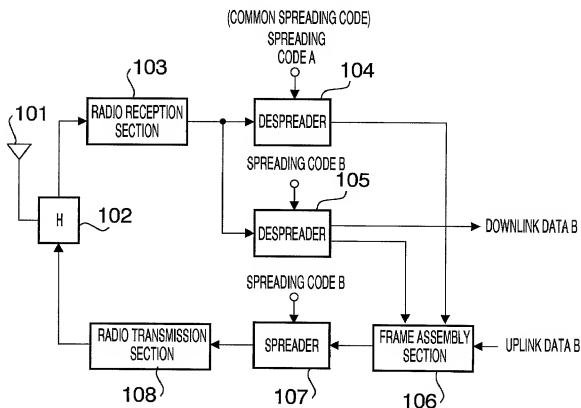 (COMMON SPREADING CODE)
SPREADING
CODE A
103
104
101
RADIO RECEPTION
SECTION
DESPREADER
SPREADING CODE B
105
H
102
DESPREADER
DOWNLINK DATA B
SPREADING CODE B
RADIO TRANSMISSION
SECTION
SPREADER
FRAME ASSEMBLY
SECTION
UPLINK DATA B
108
107
106